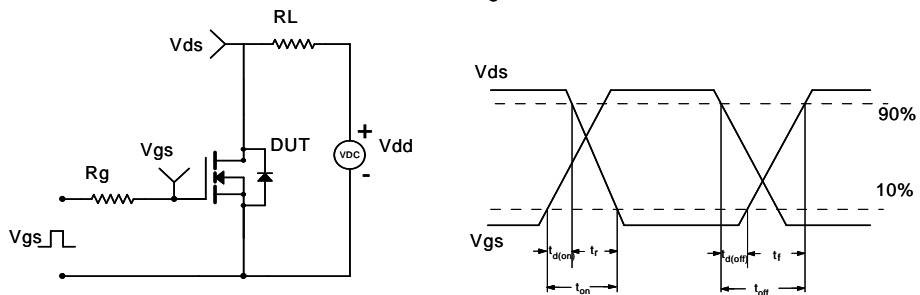 RL
Vds
DUT
Vgs
Rg
VDC
+
-
Vdd
Vgs
Vds
90%
10%
Vgs
td(on)
tr
ton
td(off)
tf
toff